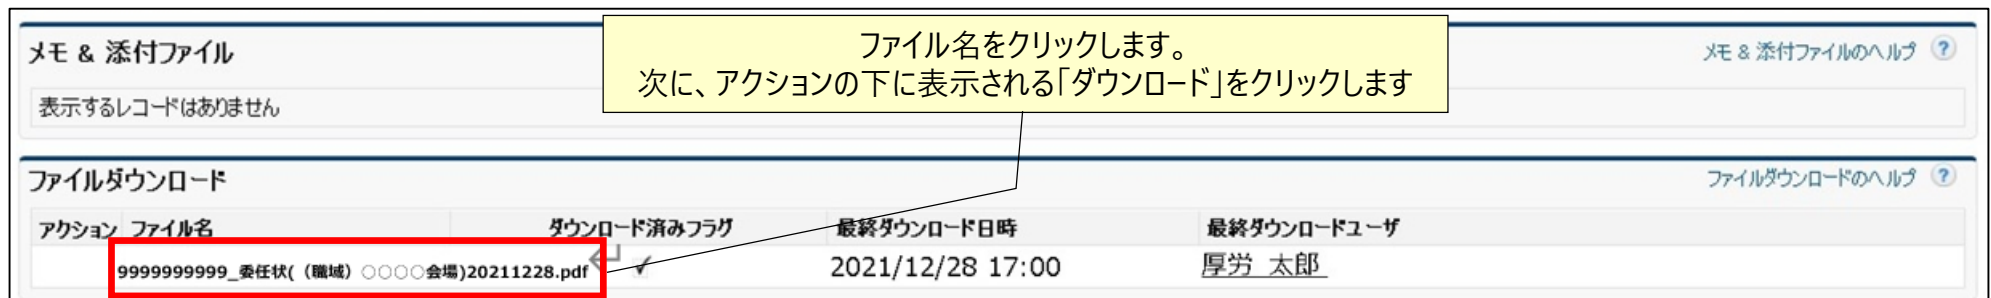 ファイル名をクリックします。
次に、アクションの下に表示される「ダウンロード」をクリックします
メモ & 添付ファイル
メモ & 添付ファイルのヘルプ ?
表示するレコードはありません
ファイルダウンロード
ファイルダウンロードのヘルプ ?
アクション ファイル名 ダウンロード済みフラグ 最終ダウンロード日時 最終ダウンロードユーザ
9999999999_委任状(（職域）○○○○会場)20211228.pdf ✓ 2021/12/28 17:00 厚労 太郎